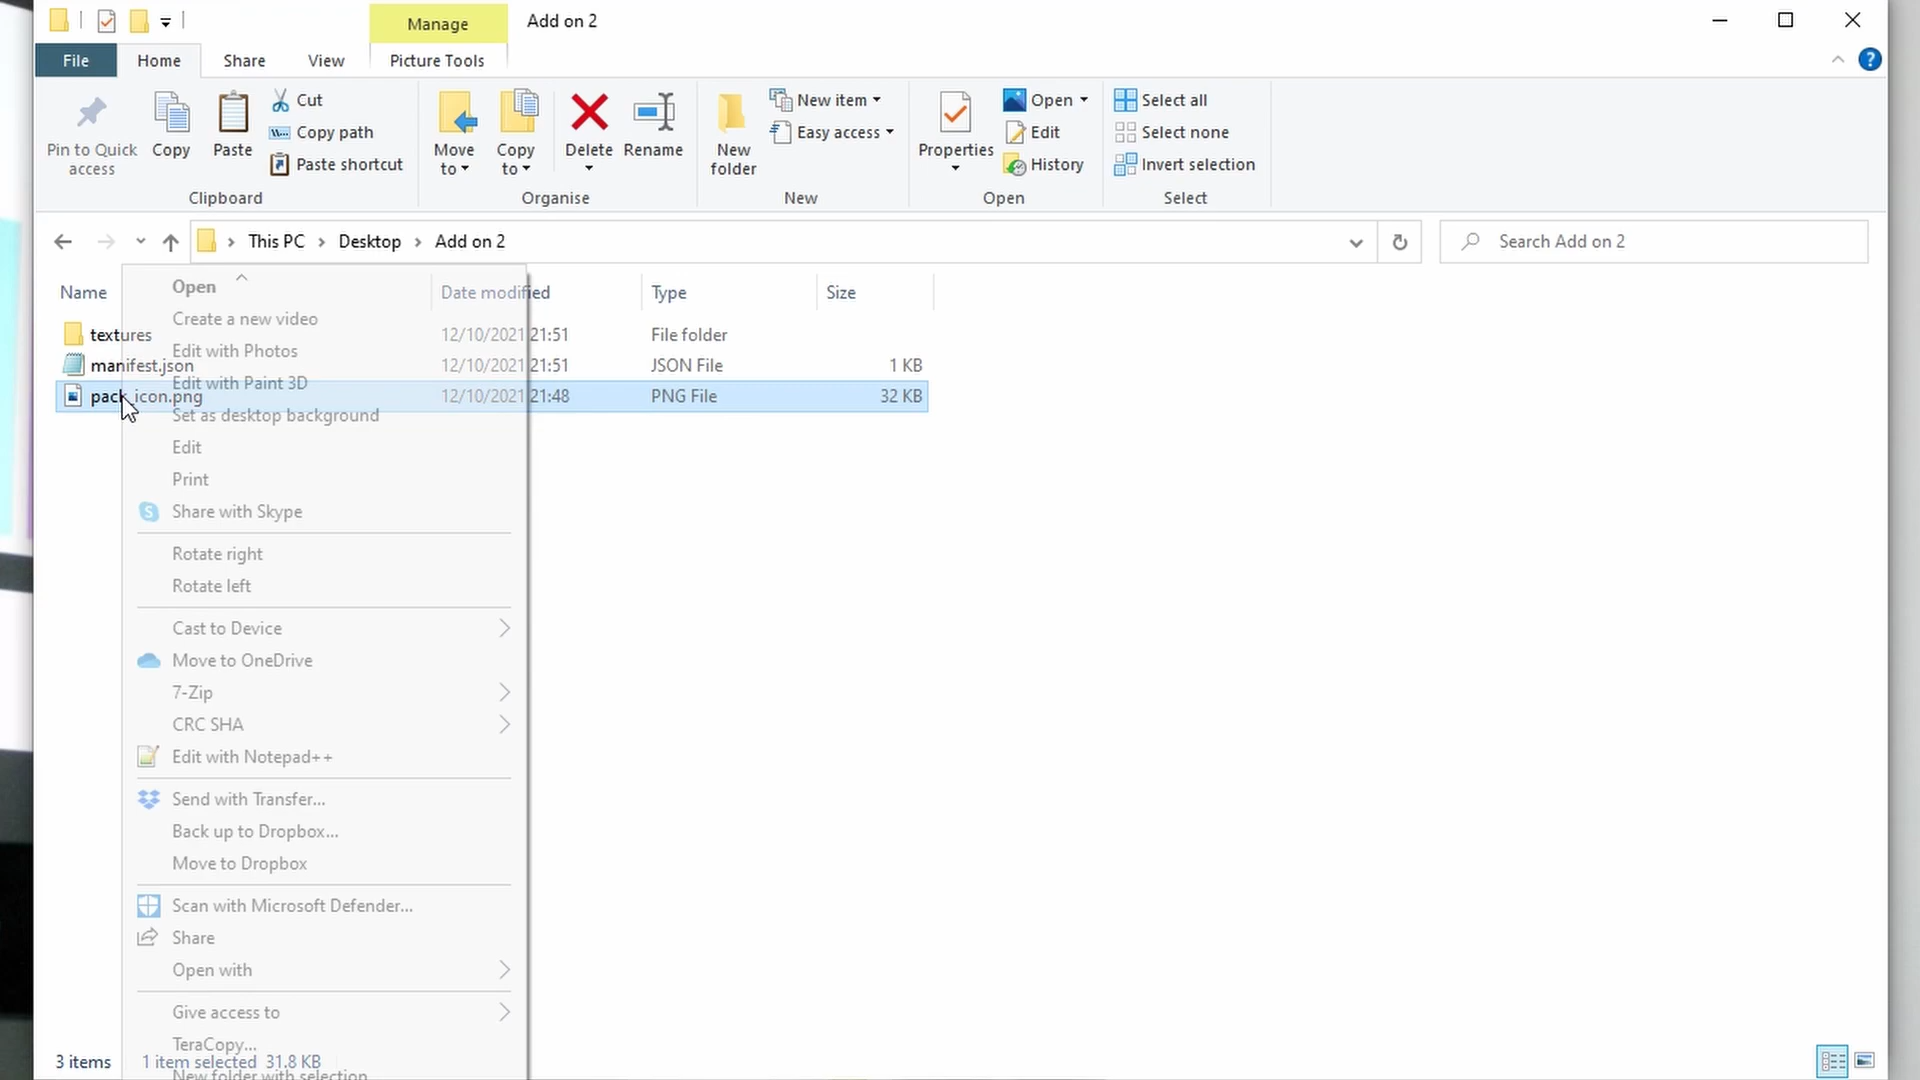 Manage
Add on 2
File
Home
Share
View
Picture Tools
Pin to Quick access
Copy
Paste
Cut
Copy path
Paste shortcut
Move to
Copy to
Delete
Rename
New folder
New item
Easy access
Properties
Open
Edit
History
Select all
Select none
Invert selection
Clipboard
Organise
New
Open
Select
This PC
Desktop
Add on 2
Search Add on 2
Name
Date modified
Type
Size
textures
12/10/2021 21:51
File folder
manifest.json
12/10/2021 21:51
JSON File
1 KB
pack_icon.png
12/10/2021 21:48
PNG File
32 KB
Open
Create a new video
Edit with Photos
Edit with Paint 3D
Set as desktop background
Edit
Print
Share with Skype
Rotate right
Rotate left
Cast to Device
Move to OneDrive
7-Zip
CRC SHA
Edit with Notepad++
Send with Transfer...
Back up to Dropbox...
Move to Dropbox
Scan with Microsoft Defender...
Share
Open with
Give access to
TeraCopy...
New folder with selection
3 items
1 item selected 31.8 KB